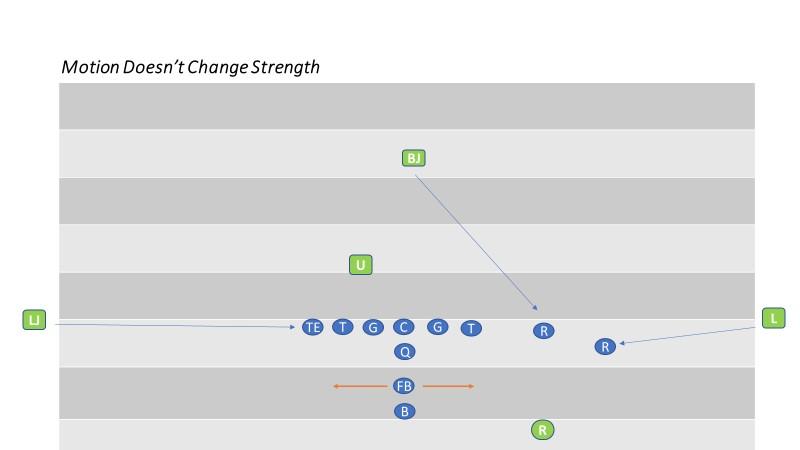 Motion Doesn't Change Strength
BJ
U
LJ
L
TE T G C G T R
R
Q
FB
B
R